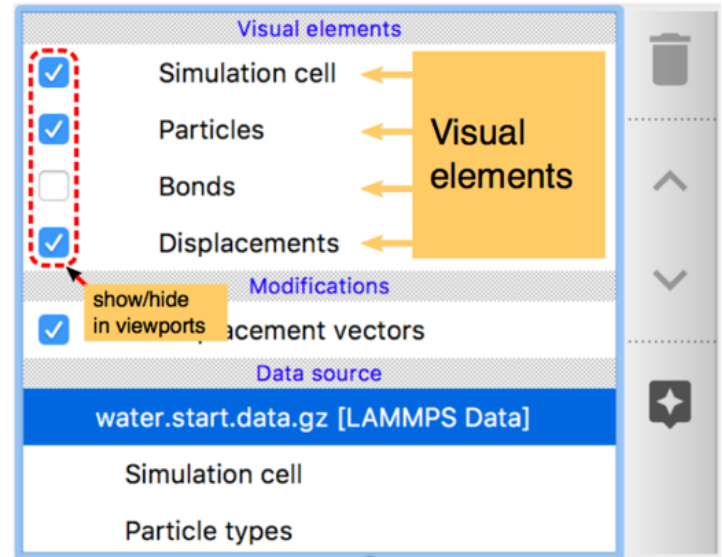 Visual elements
Simulation cell
Particles
Bonds
Displacements
Visual
elements
Modifications
show/hide
in viewports
acement vectors
Data source
water.start.data.gz [LAMMPS Data]
Simulation cell
Particle types